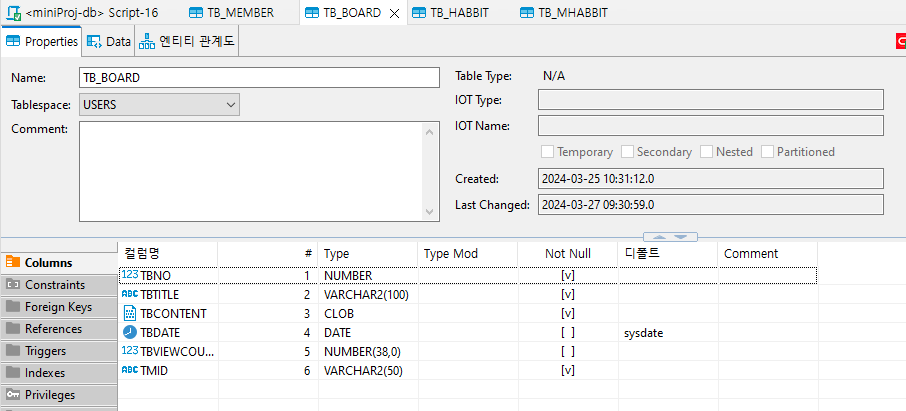 <miniProj-db> Script-16 TB_MEMBER TB_BOARD TB_HABBIT TB_MHABBIT
Properties Data 엔티티 관계도
Name: TB_BOARD
Tablespace: USERS
Comment:
Table Type: N/A
IOT Type:
IOT Name:
Temporary Secondary Nested Partitioned
Created: 2024-03-25 10:31:12.0
Last Changed: 2024-03-27 09:30:59.0
Columns
Constraints
Foreign Keys
References
Triggers
Indexes
Privileges
컬럼명 # Type Type Mod Not Null 디폴트 Comment
123 TBNO 1 NUMBER [v]
ABC TBTITLE 2 VARCHAR2(100) [v]
TBCONTENT 3 CLOB [v]
TBDATE 4 DATE [ ] sysdate
123 TBVIEWCOU... 5 NUMBER(38,0) [ ]
ABC TMID 6 VARCHAR2(50) [v]